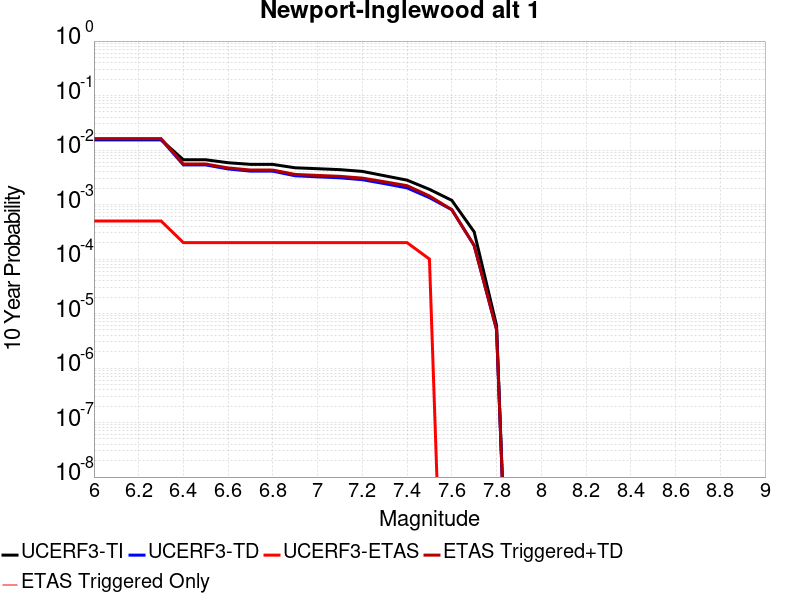 Newport-Inglewood alt 1
10^0
10^-1
10^-2
10^-3
10^-4
10^-5
10^-6
10^-7
10^-8
10 Year Probability
6 6.2 6.4 6.6 6.8 7 7.2 7.4 7.6 7.8 8 8.2 8.4 8.6 8.8 9
Magnitude
UCERF3-TI UCERF3-TD UCERF3-ETAS ETAS Triggered+TD
ETAS Triggered Only